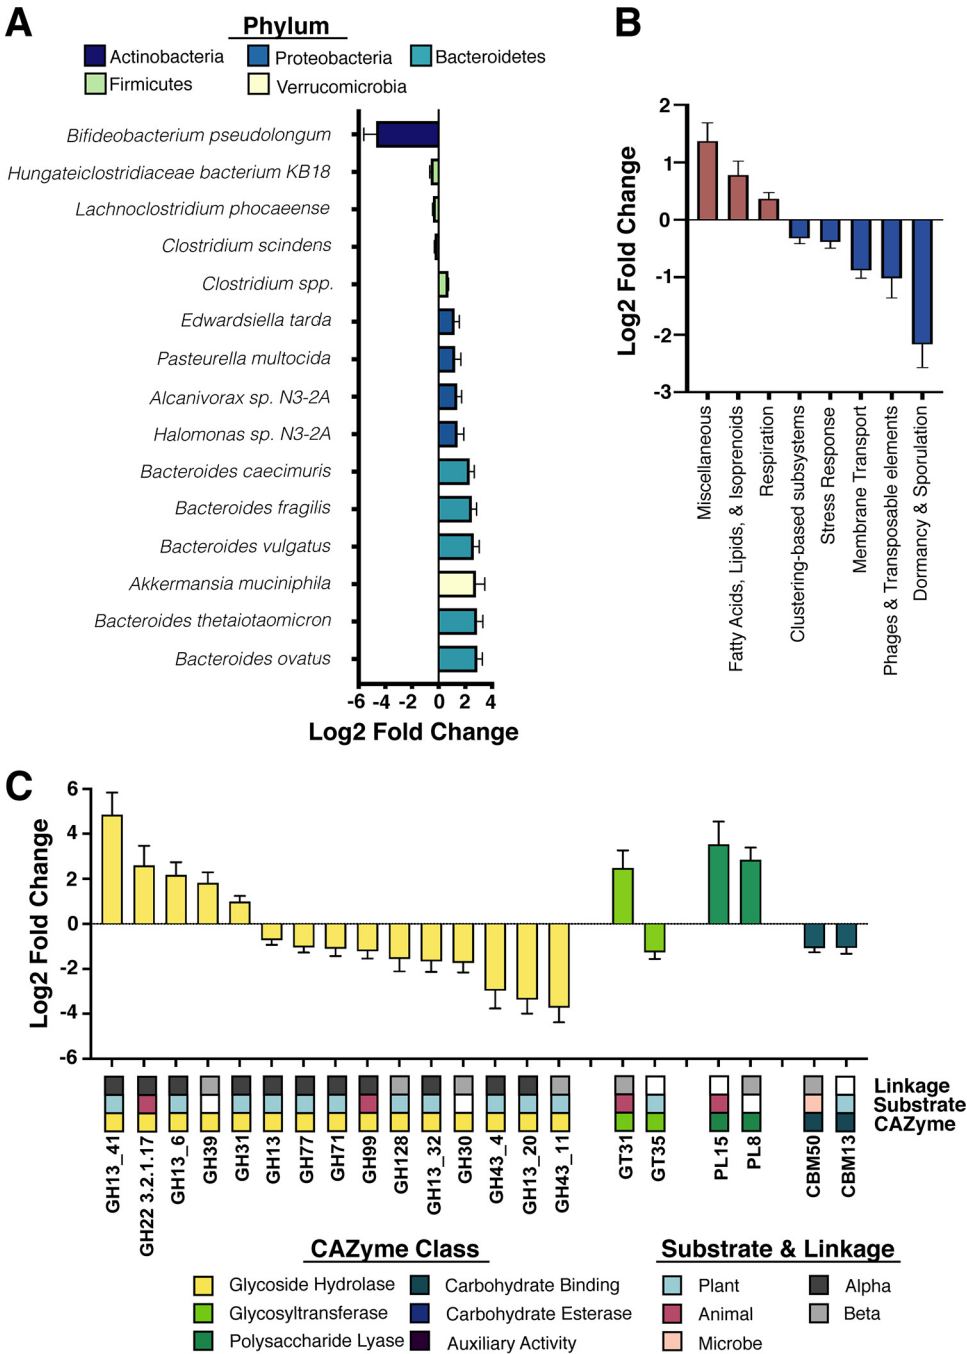 A
Phylum
Actinobacteria
Proteobacteria
Bacteroidetes
Firmicutes
Verrucomicrobia
Bifideobacterium pseudolongum
Hungateiclostridiaceae bacterium KB18
Lachnoclostridium phocaeense
Clostridium scindens
Clostridium spp.
Edwardsiella tarda
Pasteurella multocida
Alcanivorax sp. N3-2A
Halomonas sp. N3-2A
Bacteroides caecimuris
Bacteroides fragilis
Bacteroides vulgatus
Akkermansia muciniphila
Bacteroides thetaiotaomicron
Bacteroides ovatus
-6 -4 -2 0 2 4
Log2 Fold Change
B
Log2 Fold Change
2
1
0
-1
-2
-3
Miscellaneous
Fatty Acids, Lipids, & Isoprenoids
Respiration
Clustering-based subsystems
Stress Response
Membrane Transport
Phages & Transposable elements
Dormancy & Sporulation
C
Log2 Fold Change
6
4
2
0
-2
-4
-6
Linkage
Substrate
CAZyme
GH13_41
GH22 3.2.1.17
GH13_6
GH39
GH31
GH13
GH77
GH71
GH99
GH128
GH13_32
GH30
GH43_4
GH13_20
GH43_11
GT31
GT35
PL15
PL8
CBM50
CBM13
CAZyme Class
Glycoside Hydrolase
Carbohydrate Binding
Glycosyltransferase
Carbohydrate Esterase
Polysaccharide Lyase
Auxiliary Activity
Substrate & Linkage
Plant
Alpha
Animal
Beta
Microbe